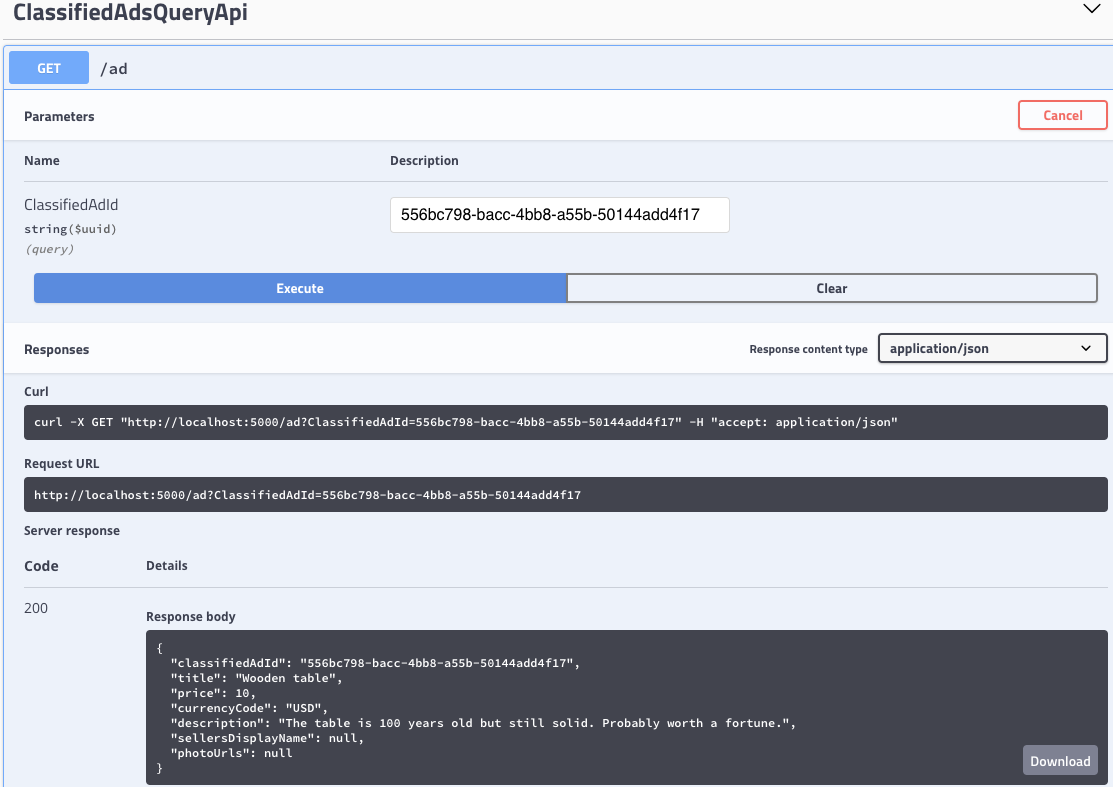 ClassifiedAdsQueryApi
GET /ad
Parameters Cancel
Name Description
ClassifiedAdId 556bc798-bacc-4bb8-a55b-50144add4f17
string($uuid)
(query)
Execute Clear
Responses Response content type application/json
Curl
curl -X GET "http://localhost:5000/ad?ClassifiedAdId=556bc798-bacc-4bb8-a55b-50144add4f17" -H "accept: application/json"
Request URL
http://localhost:5000/ad?ClassifiedAdId=556bc798-bacc-4bb8-a55b-50144add4f17
Server response
Code Details
200
Response body
{
  "classifiedAdId": "556bc798-bacc-4bb8-a55b-50144add4f17",
  "title": "Wooden table",
  "price": 10,
  "currencyCode": "USD",
  "description": "The table is 100 years old but still solid. Probably worth a fortune.",
  "sellersDisplayName": null,
  "photoUrls": null
}
Download